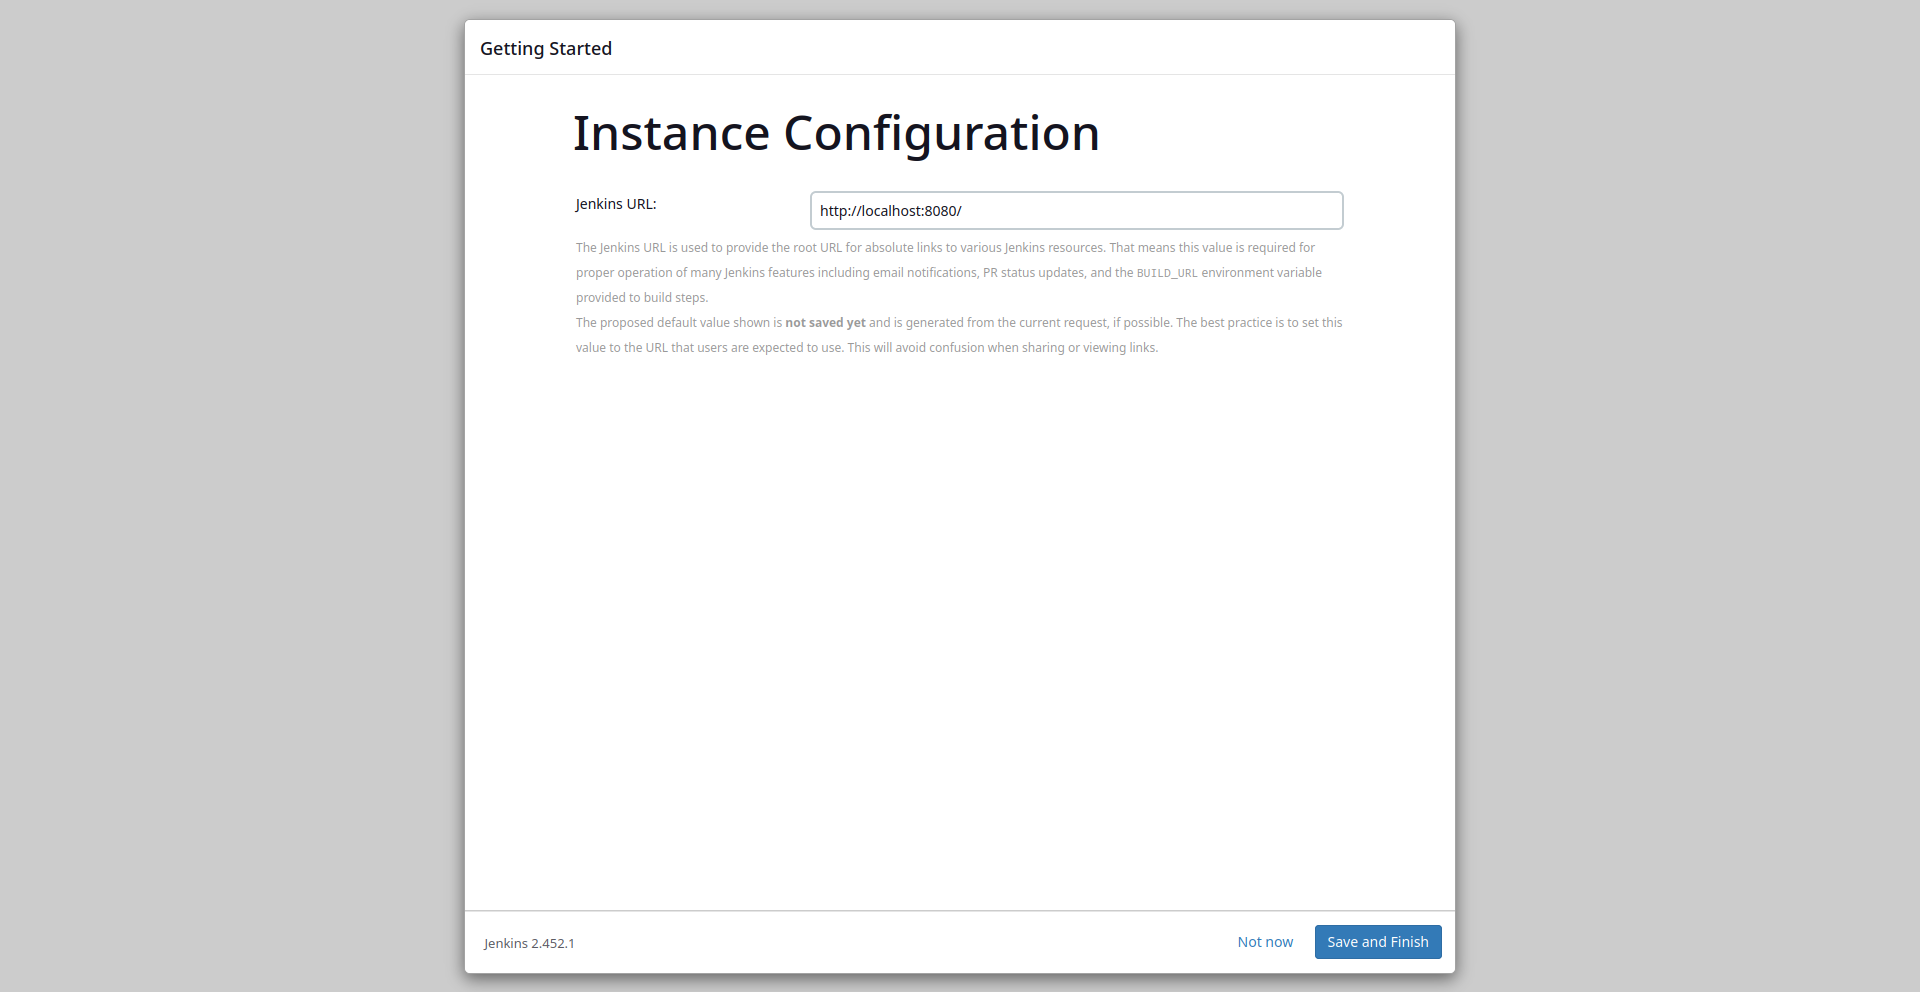 Getting Started
Instance Configuration
Jenkins URL:
http://localhost:8080/
The Jenkins URL is used to provide the root URL for absolute links to various Jenkins resources. That means this value is required for
proper operation of many Jenkins features including email notifications, PR status updates, and the BUILD_URL environment variable
provided to build steps.
The proposed default value shown is not saved yet and is generated from the current request, if possible. The best practice is to set this
value to the URL that users are expected to use. This will avoid confusion when sharing or viewing links.
Jenkins 2.452.1
Not now
Save and Finish